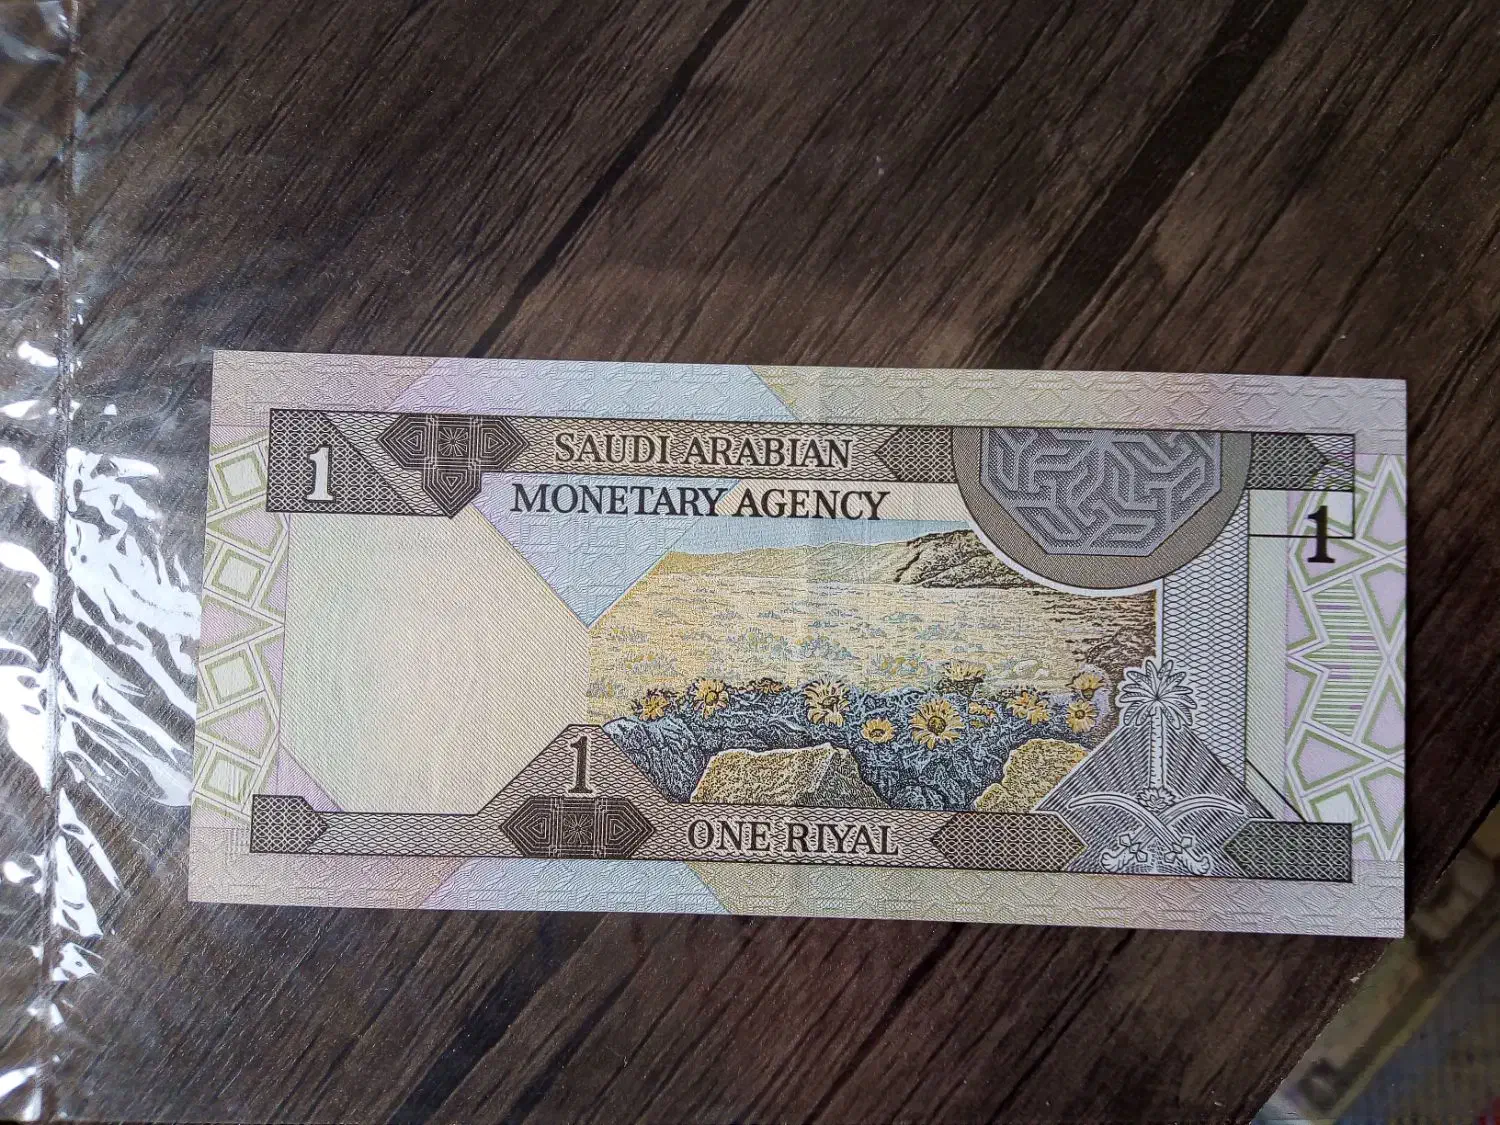 1
SAUDI ARABIAN
MONETARY AGENCY
1
1
ONE RIYAL